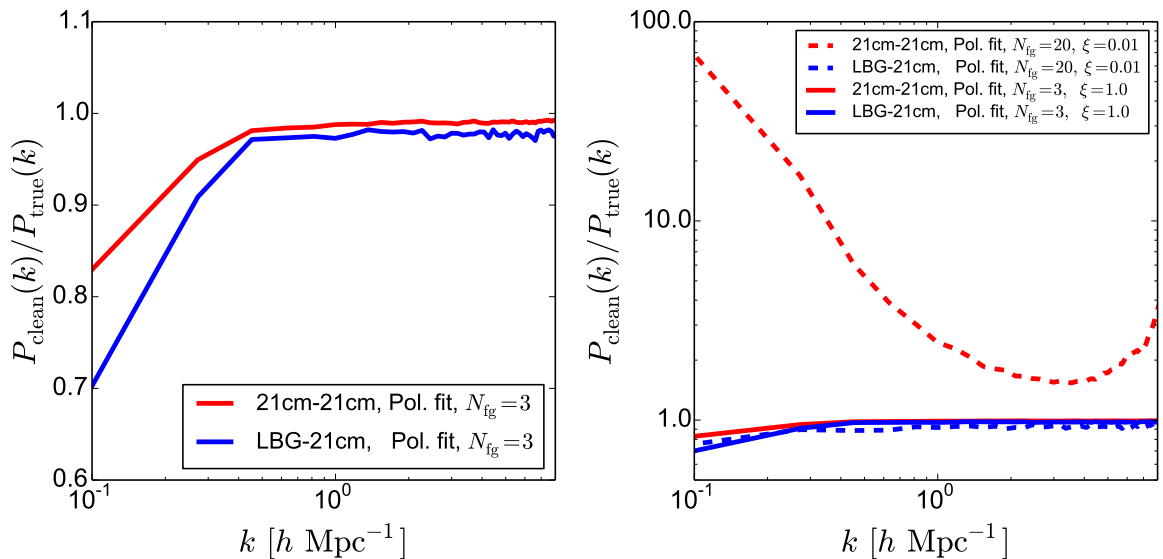 1.1
1.0
0.9
0.8
0.7
0.6
P_clean(k)/P_true(k)
21cm-21cm, Pol. fit, N_fg=3
LBG-21cm, Pol. fit, N_fg=3
10^-1
10^0
k [h Mpc^-1]
100.0
10.0
1.0
P_clean(k)/P_true(k)
21cm-21cm, Pol. fit, N_fg=20, ξ=0.01
LBG-21cm, Pol. fit, N_fg=20, ξ=0.01
21cm-21cm, Pol. fit, N_fg=3, ξ=1.0
LBG-21cm, Pol. fit, N_fg=3, ξ=1.0
10^-1
10^0
k [h Mpc^-1]